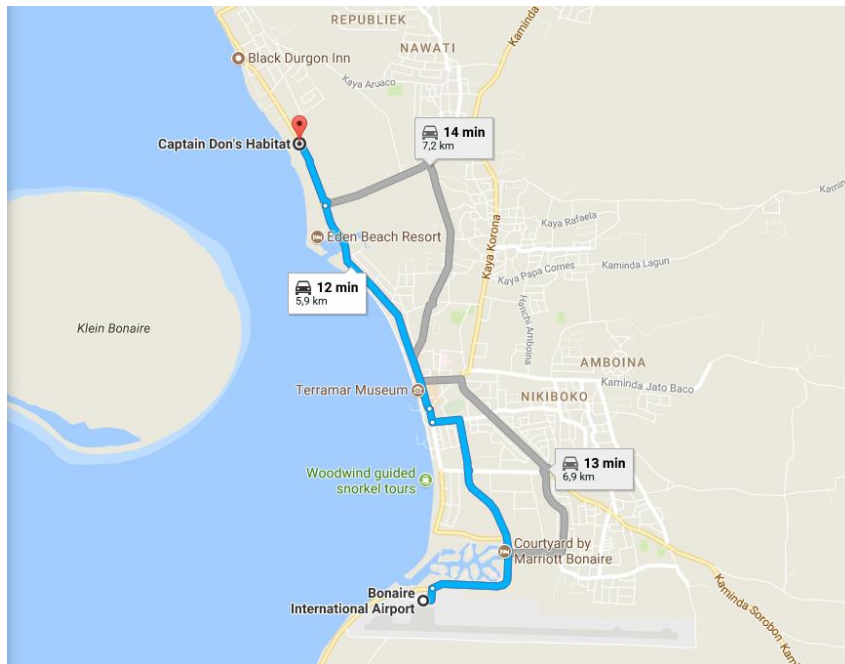 REPUBLIEK
Kaminda
NAWATI
Black Durgon Inn
Kaya Aruaco
14 min
7,2 km
Captain Don's Habitat
Kaminda
Kaya Rafaela
Eden Beach Resort
Kaya Korona
Kaminda Lagun
Kaya Papa Cornes
12 min
5,9 km
Hanchi Amboina
Klein Bonaire
AMBOINA
Kaminda Jato Baco
Terramar Museum
NIKIBOKO
13 min
6,9 km
Woodwind guided
snorkel tours
Courtyard by
Marriott Bonaire
Bonaire
International Airport
Kaminda Sorobon